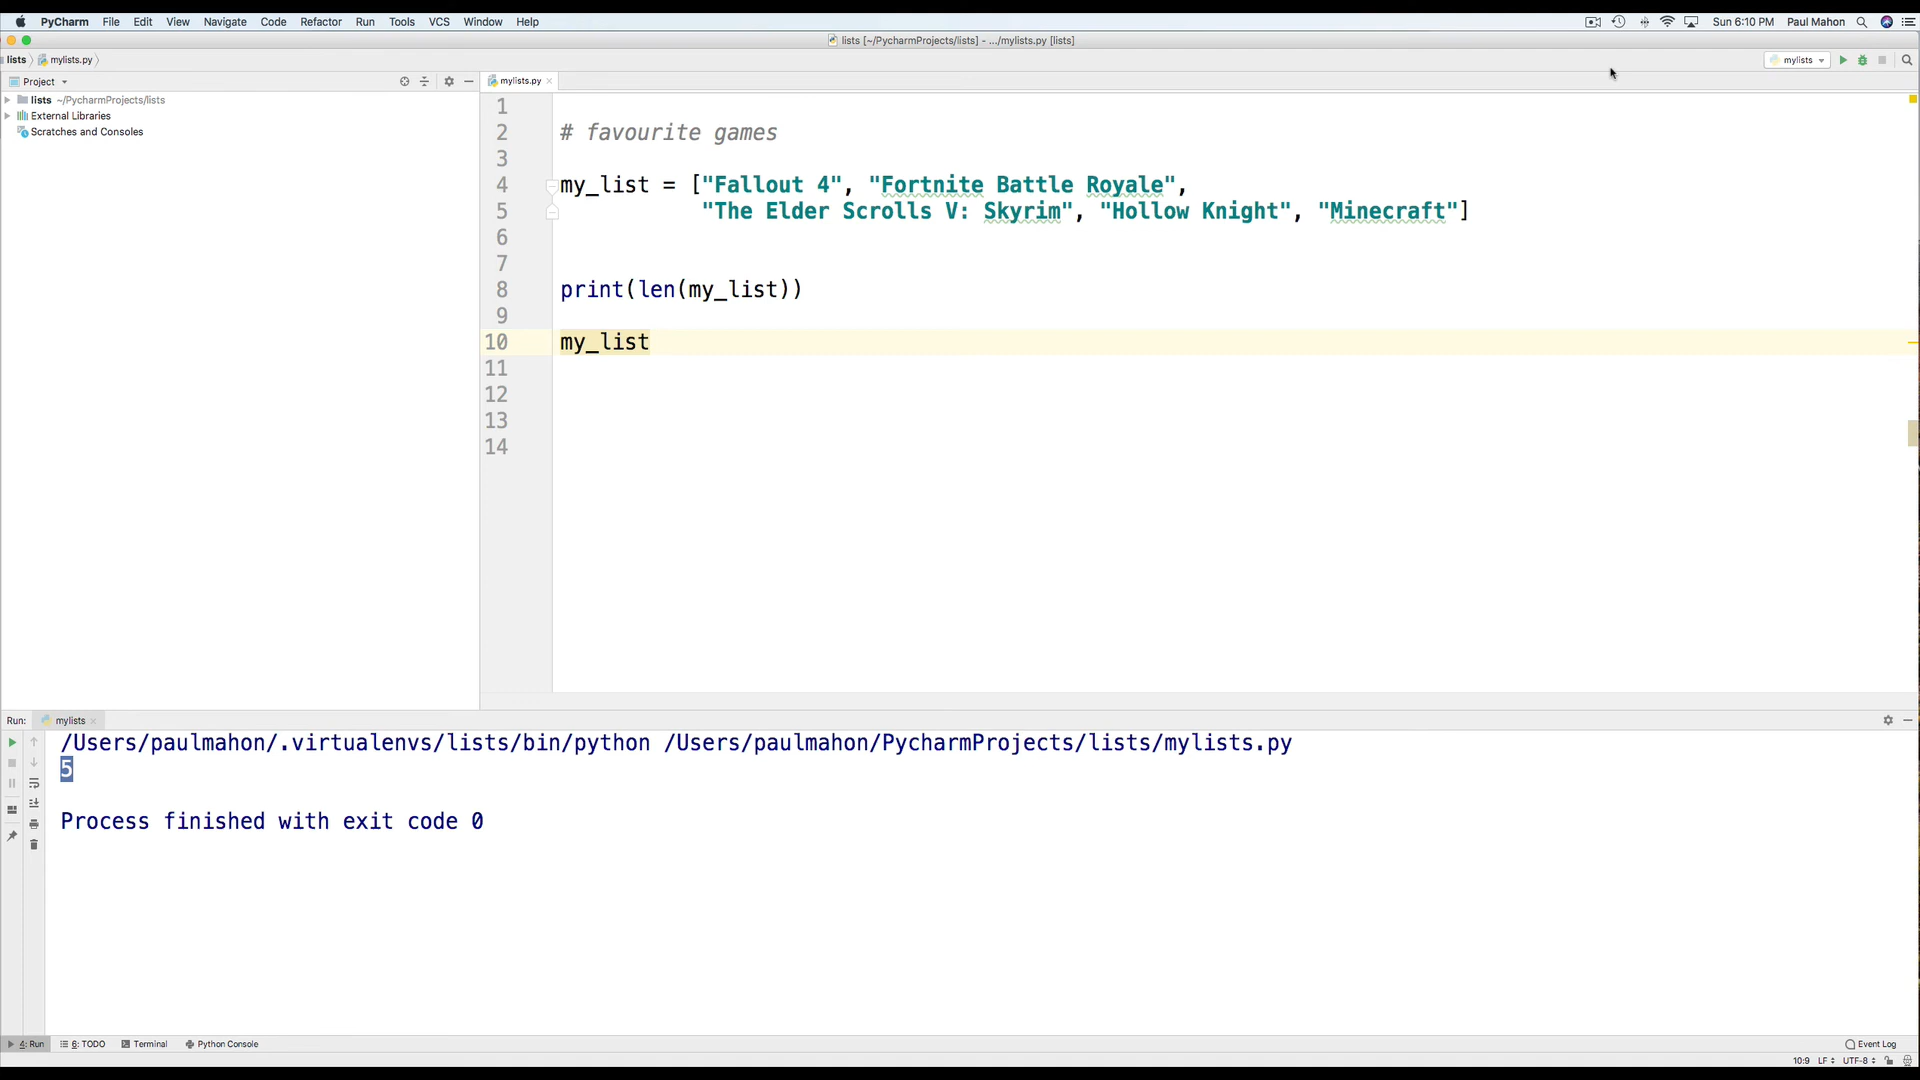 PyCharm File Edit View Navigate Code Refactor Run Tools VCS Window Help Sun 6:10 PM Paul Mahon
lists [~/PycharmProjects/lists] - .../mylists.py [lists]
lists mylists.py mylists
Project mylists.py
lists ~/PycharmProjects/lists
External Libraries
Scratches and Consoles
1
2 # favourite games
3
4 my_list = ["Fallout 4", "Fortnite Battle Royale",
5 "The Elder Scrolls V: Skyrim", "Hollow Knight", "Minecraft"]
6
7
8 print(len(my_list))
9
10 my_list
11
12
13
14
Run: mylists
/Users/paulmahon/.virtualenvs/lists/bin/python /Users/paulmahon/PycharmProjects/lists/mylists.py
5
Process finished with exit code 0
4: Run 6: TODO Terminal Python Console Event Log
10:9 LF UTF-8